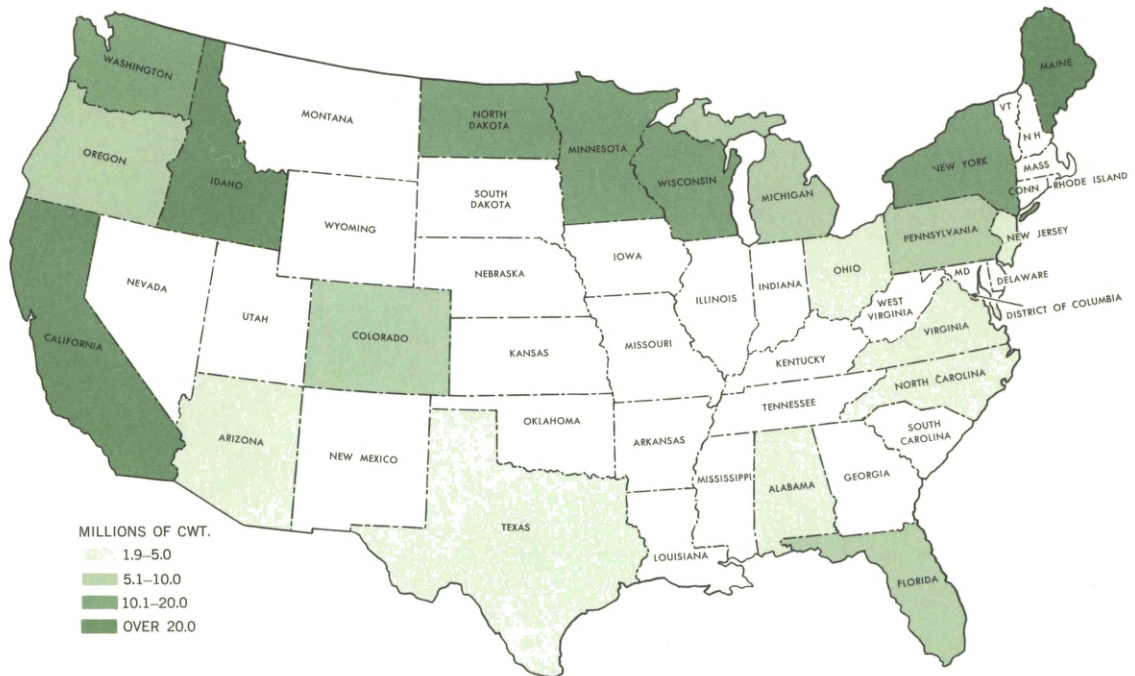 WASHINGTON
MONTANA
NORTH
DAKOTA
MINNESOTA
MAINE
VT
N H
OREGON
IDAHO
WISCONSIN
MICHIGAN
NEW YORK
MASS
CONN
RHODE ISLAND
SOUTH
DAKOTA
WYOMING
PENNSYLVANIA
NEW JERSEY
IOWA
NEBRASKA
OHIO
MD
DELAWARE
NEVADA
UTAH
ILLINOIS
INDIANA
WEST
VIRGINIA
DISTRICT OF COLUMBIA
CALIFORNIA
COLORADO
KANSAS
MISSOURI
KENTUCKY
VIRGINIA
NORTH CAROLINA
TENNESSEE
ARIZONA
NEW MEXICO
OKLAHOMA
ARKANSAS
SOUTH
CAROLINA
MISSISSIPPI
ALABAMA
GEORGIA
TEXAS
LOUISIANA
FLORIDA
MILLIONS OF CWT.
1.9–5.0
5.1–10.0
10.1–20.0
OVER 20.0